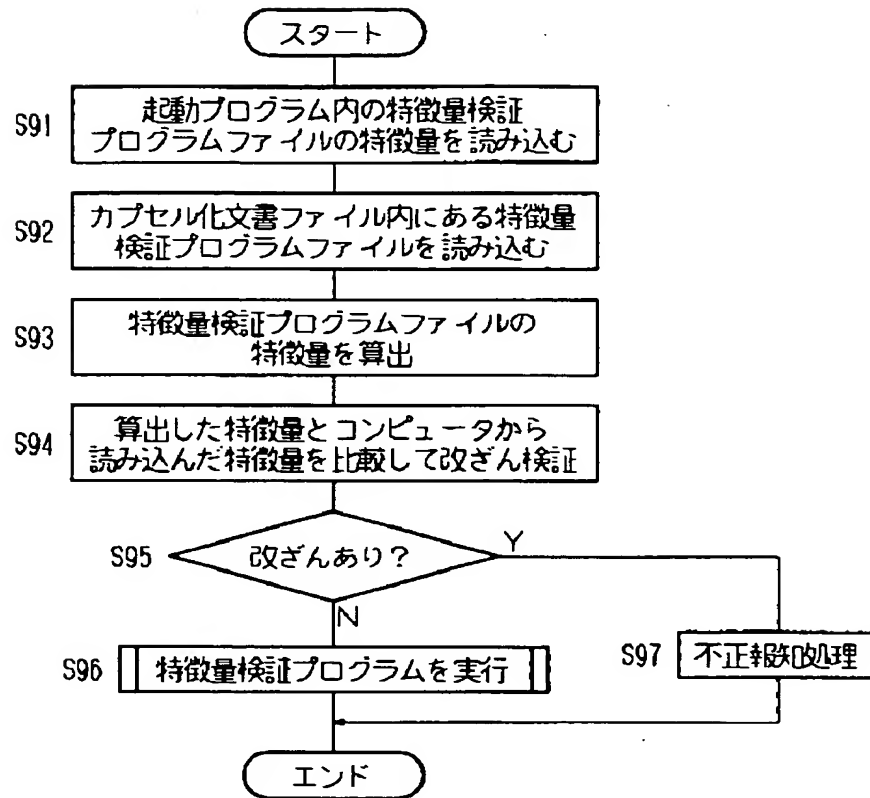 スタート
S91
起動プログラム内の特徴量検証
プログラムファイルの特徴量を読み込む
S92
カプセル化文書ファイル内にある特徴量
検証プログラムファイルを読み込む
S93
特徴量検証プログラムファイルの
特徴量を算出
S94
算出した特徴量とコンピュータから
読み込んだ特徴量を比較して改ざん検証
S95
改ざんあり?
Y
N
S96
特徴量検証プログラムを実行
S97
不正報知処理
エンド